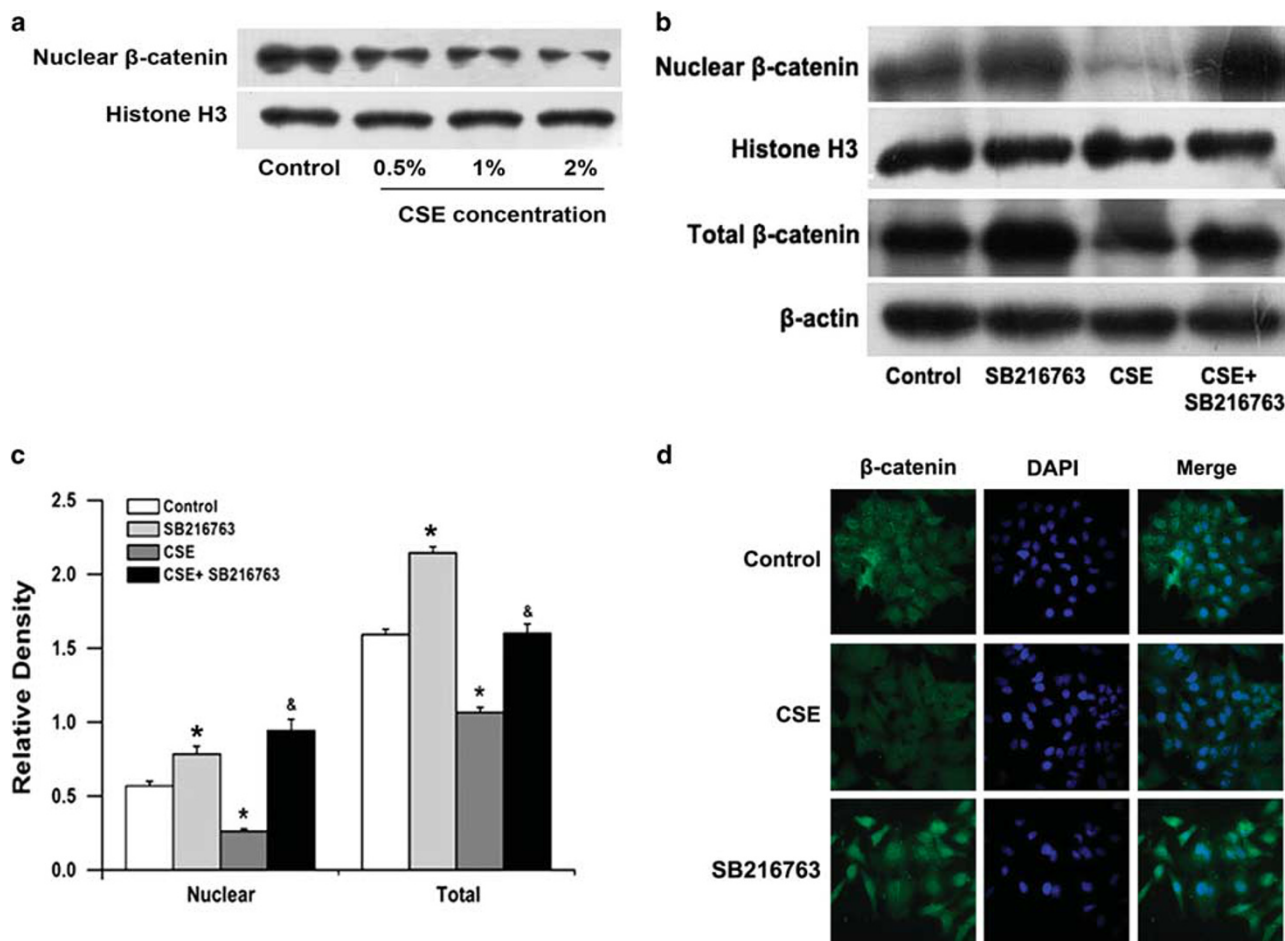 a
Nuclear β-catenin
Histone H3
Control 0.5% 1% 2%
CSE concentration
b
Nuclear β-catenin
Histone H3
Total β-catenin
β-actin
Control SB216763 CSE CSE+
SB216763
c
Relative Density
2.5
2.0
1.5
1.0
0.5
0.0
Control
SB216763
CSE
CSE+ SB216763
* * & * * &
Nuclear Total
d
β-catenin DAPI Merge
Control
CSE
SB216763